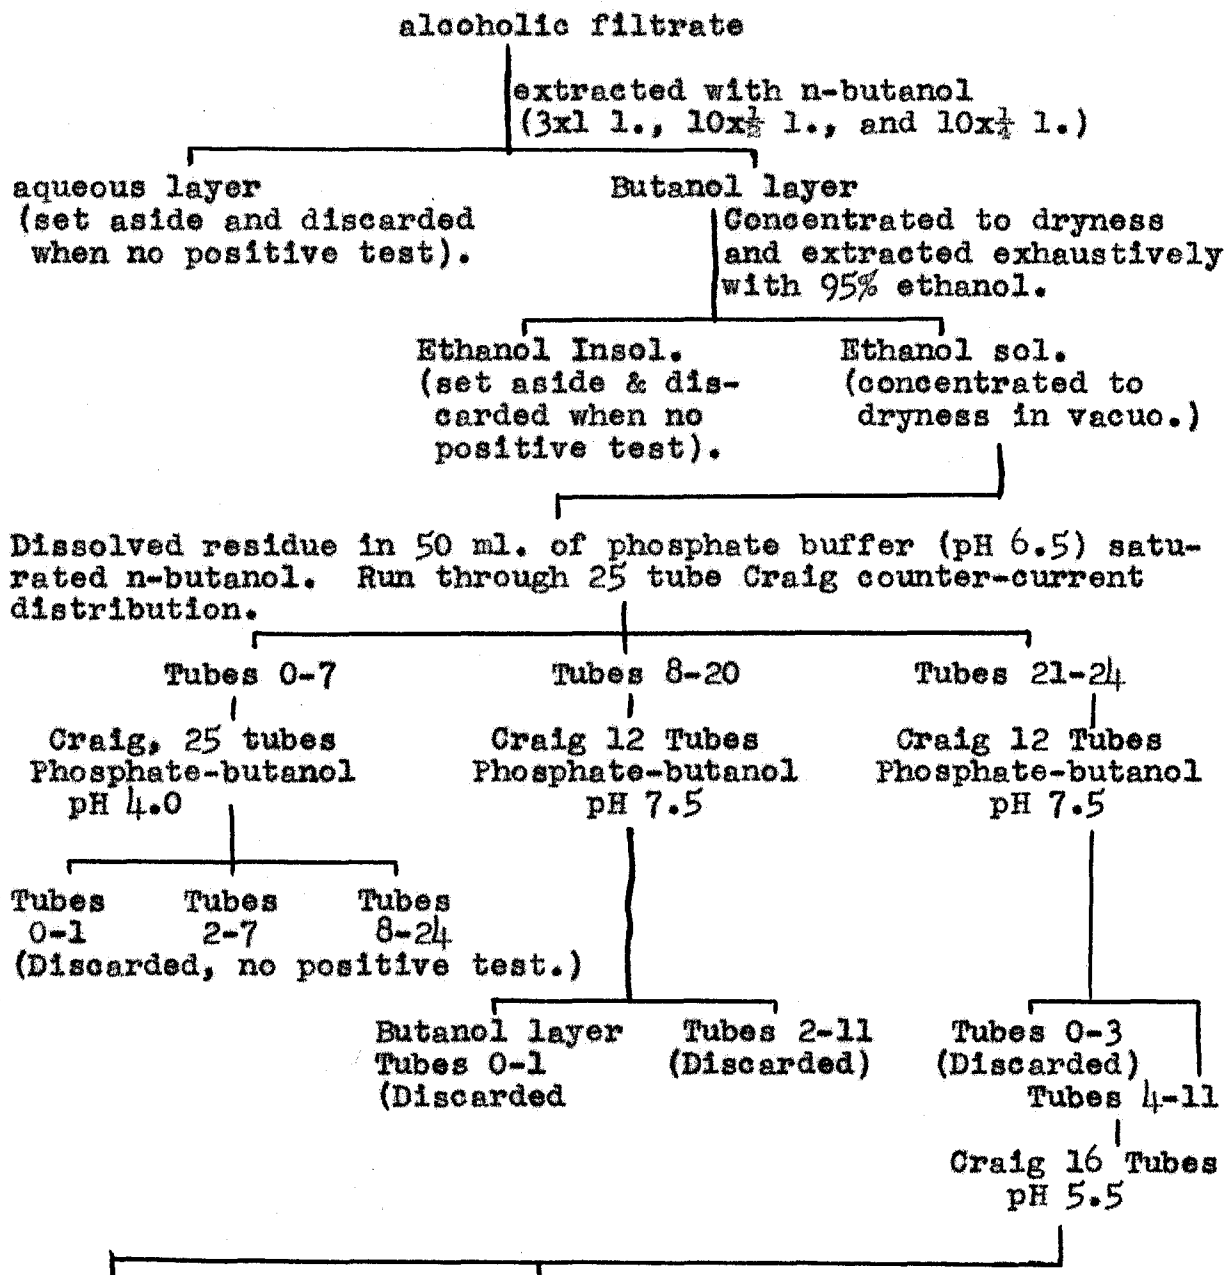 alcoholic filtrate
extracted with n-butanol
(3x1 l., 10x½ l., and 10x¼ l.)
aqueous layer
(set aside and discarded
when no positive test).
Butanol layer
Concentrated to dryness
and extracted exhaustively
with 95% ethanol.
Ethanol Insol.
(set aside & dis-
carded when no
positive test).
Ethanol sol.
(concentrated to
dryness in vacuo.)
Dissolved residue in 50 ml. of phosphate buffer (pH 6.5) satu-
rated n-butanol. Run through 25 tube Craig counter-current
distribution.
Tubes 0-7
Craig, 25 tubes
Phosphate-butanol
pH 4.0
Tubes
0-1
Tubes
2-7
Tubes
8-24
(Discarded, no positive test.)
Tubes 8-20
Craig 12 Tubes
Phosphate-butanol
pH 7.5
Butanol layer
Tubes 0-1
(Discarded
Tubes 2-11
(Discarded)
Tubes 21-24
Craig 12 Tubes
Phosphate-butanol
pH 7.5
Tubes 0-3
(Discarded)
Tubes 4-11
Craig 16 Tubes
pH 5.5